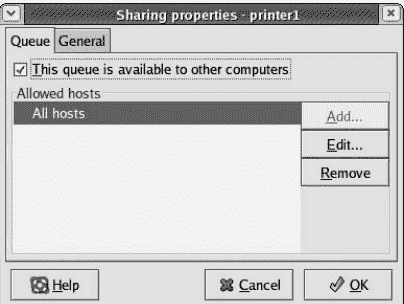 Sharing properties - printer1
Queue General
This queue is available to other computers
Allowed hosts
All hosts
Add...
Edit...
Remove
Help Cancel OK